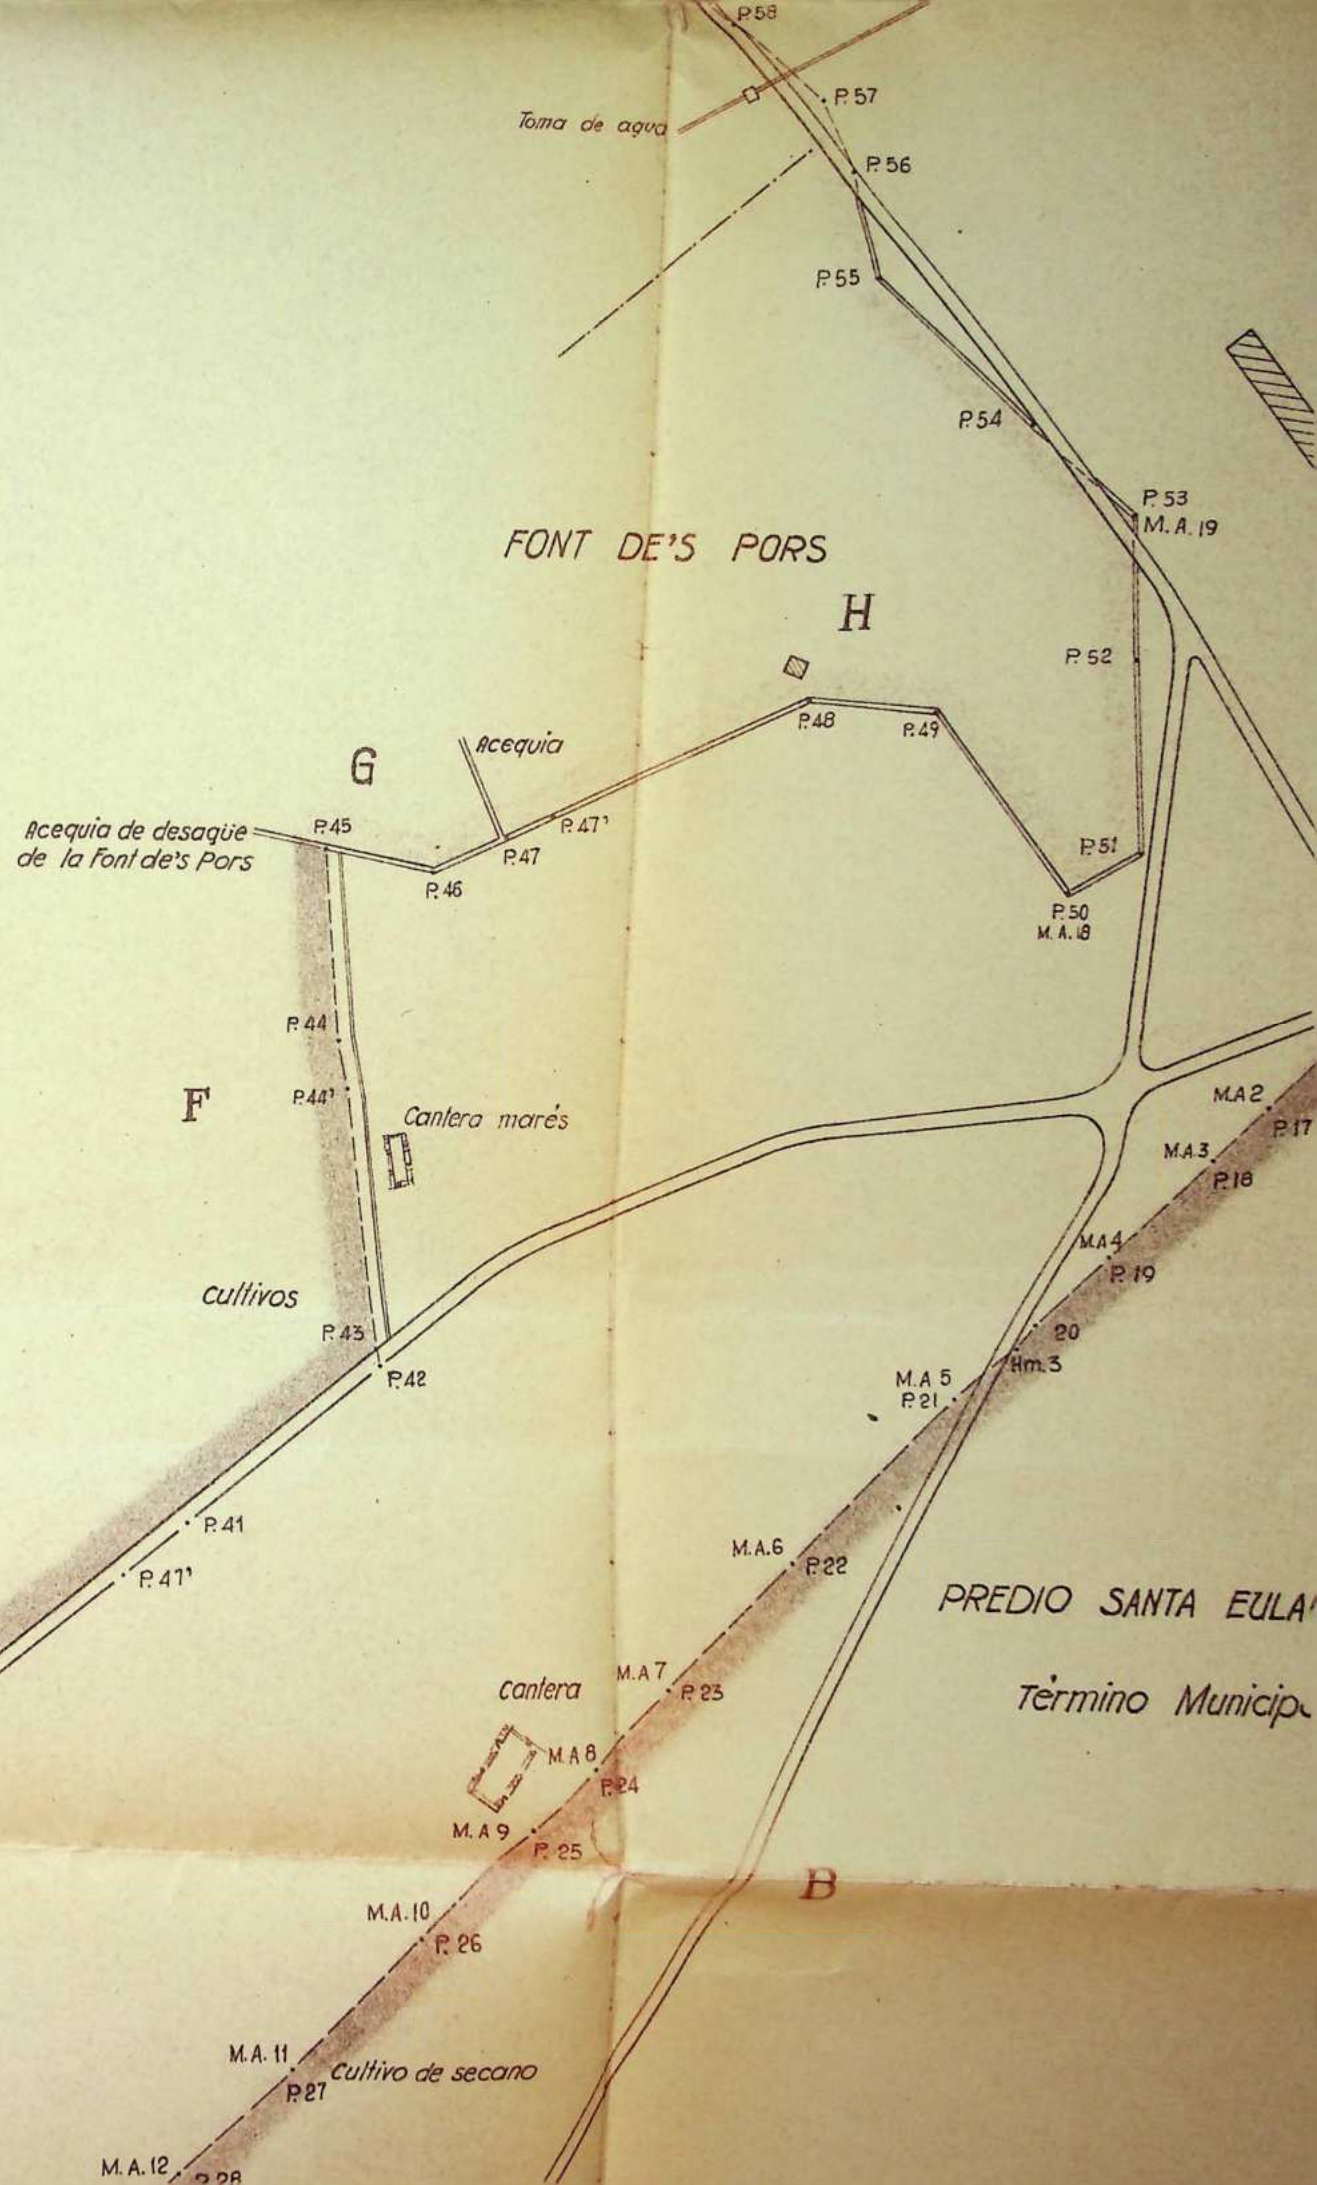 P.58
P.57
Toma de agua
P.56
P.55
P.54
P.53
M.A.19
FONT DE'S PORS
H
P.52
P.48
P.49
Acequia
G
P.47'
Acequia de desagüe
de la Font de's Pors
P.45
P.47
P.46
P.51
P.50
M.A.18
P.44
P.44'
F
Cantera marés
M.A 2
P.17
M.A.3
P.18
M.A 4
P.19
cultivos
P.43
P.42
20
Hm.3
M.A 5
P.21
P.41
P.47'
M.A.6
P.22
PREDIO SANTA EULA
Término Municip
M.A 7
P.23
Cantera
M.A 8
P.24
M.A 9
P.25
B
M.A.10
P.26
M.A.11
P.27
Cultivo de secano
M.A.12
P.28